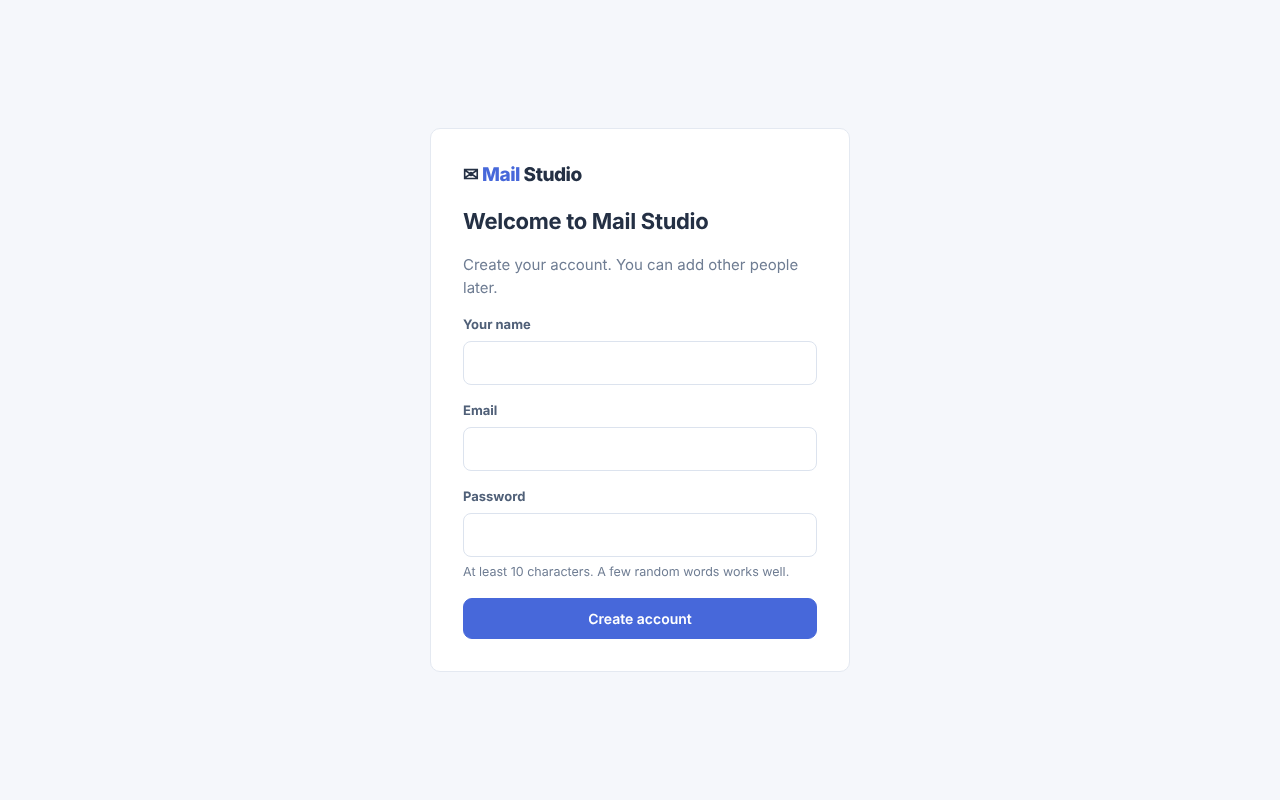 ✉ Mail Studio
Welcome to Mail Studio
Create your account. You can add other people
later.
Your name
Email
Password
At least 10 characters. A few random words works well.
Create account